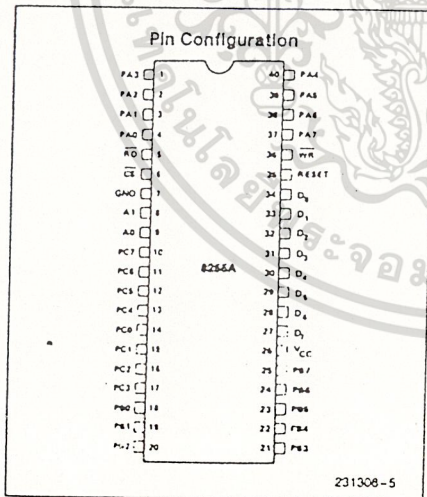 Pin Configuration
PA3 1 40 PA4
PA2 2 39 PA5
PA1 3 38 PA6
PA0 4 37 PA7
RD 5 36 WR
CS 6 35 RESET
GND 7 34 D0
A1 8 33 D1
A0 9 32 D2
PC7 10 31 D3
PC6 11 30 D4
PC5 12 29 D5
PC4 13 28 D6
PC0 14 27 D7
PC1 15 26 VCC
PC2 16 25 PB7
PC3 17 24 PB6
PB0 18 23 PB5
PB1 19 22 PB4
PB2 20 21 PB3
8255A
231308-5